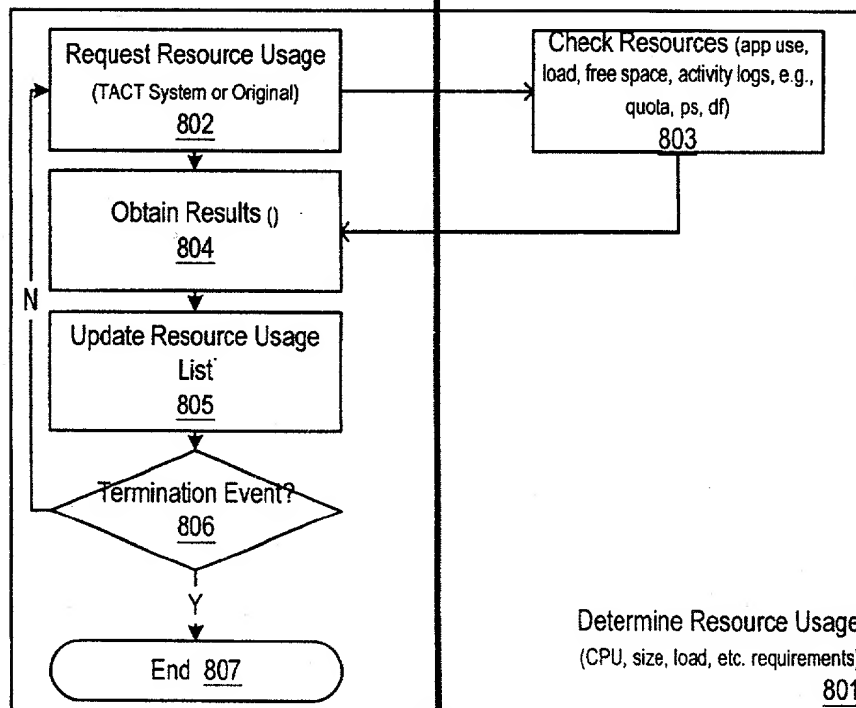 Request Resource Usage
(TACT System or Original)
802
Check Resources (app use,
load, free space, activity logs, e.g.,
quota, ps, df)
803
Obtain Results ()
804
N
Update Resource Usage
List
805
Termination Event?
806
Y
End 807
Determine Resource Usage
(CPU, size, load, etc. requirements)
801